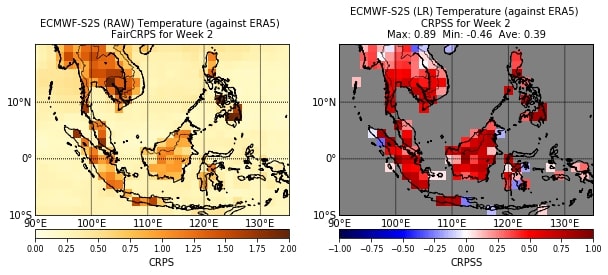 ECMWF-S2S (RAW) Temperature (against ERA5)
FairCRPS for Week 2
10°N
0°
10°S
90°E 100°E 110°E 120°E 130°E
0.00 0.25 0.50 0.75 1.00 1.25 1.50 1.75 2.00
CRPS
ECMWF-S2S (LR) Temperature (against ERA5)
CRPSS for Week 2
Max: 0.89 Min: -0.46 Ave: 0.39
10°N
0°
10°S
90°E 100°E 110°E 120°E 130°E
−1.00 −0.75 −0.50 −0.25 0.00 0.25 0.50 0.75 1.00
CRPSS